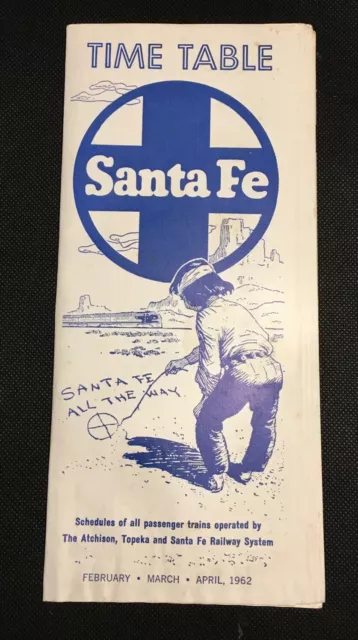 TIME TABLE
Santa Fe
SANTA FE
ALL THE WAY
Schedules of all passenger trains operated by
The Atchison, Topeka and Santa Fe Railway System
FEBRUARY • MARCH • APRIL, 1962